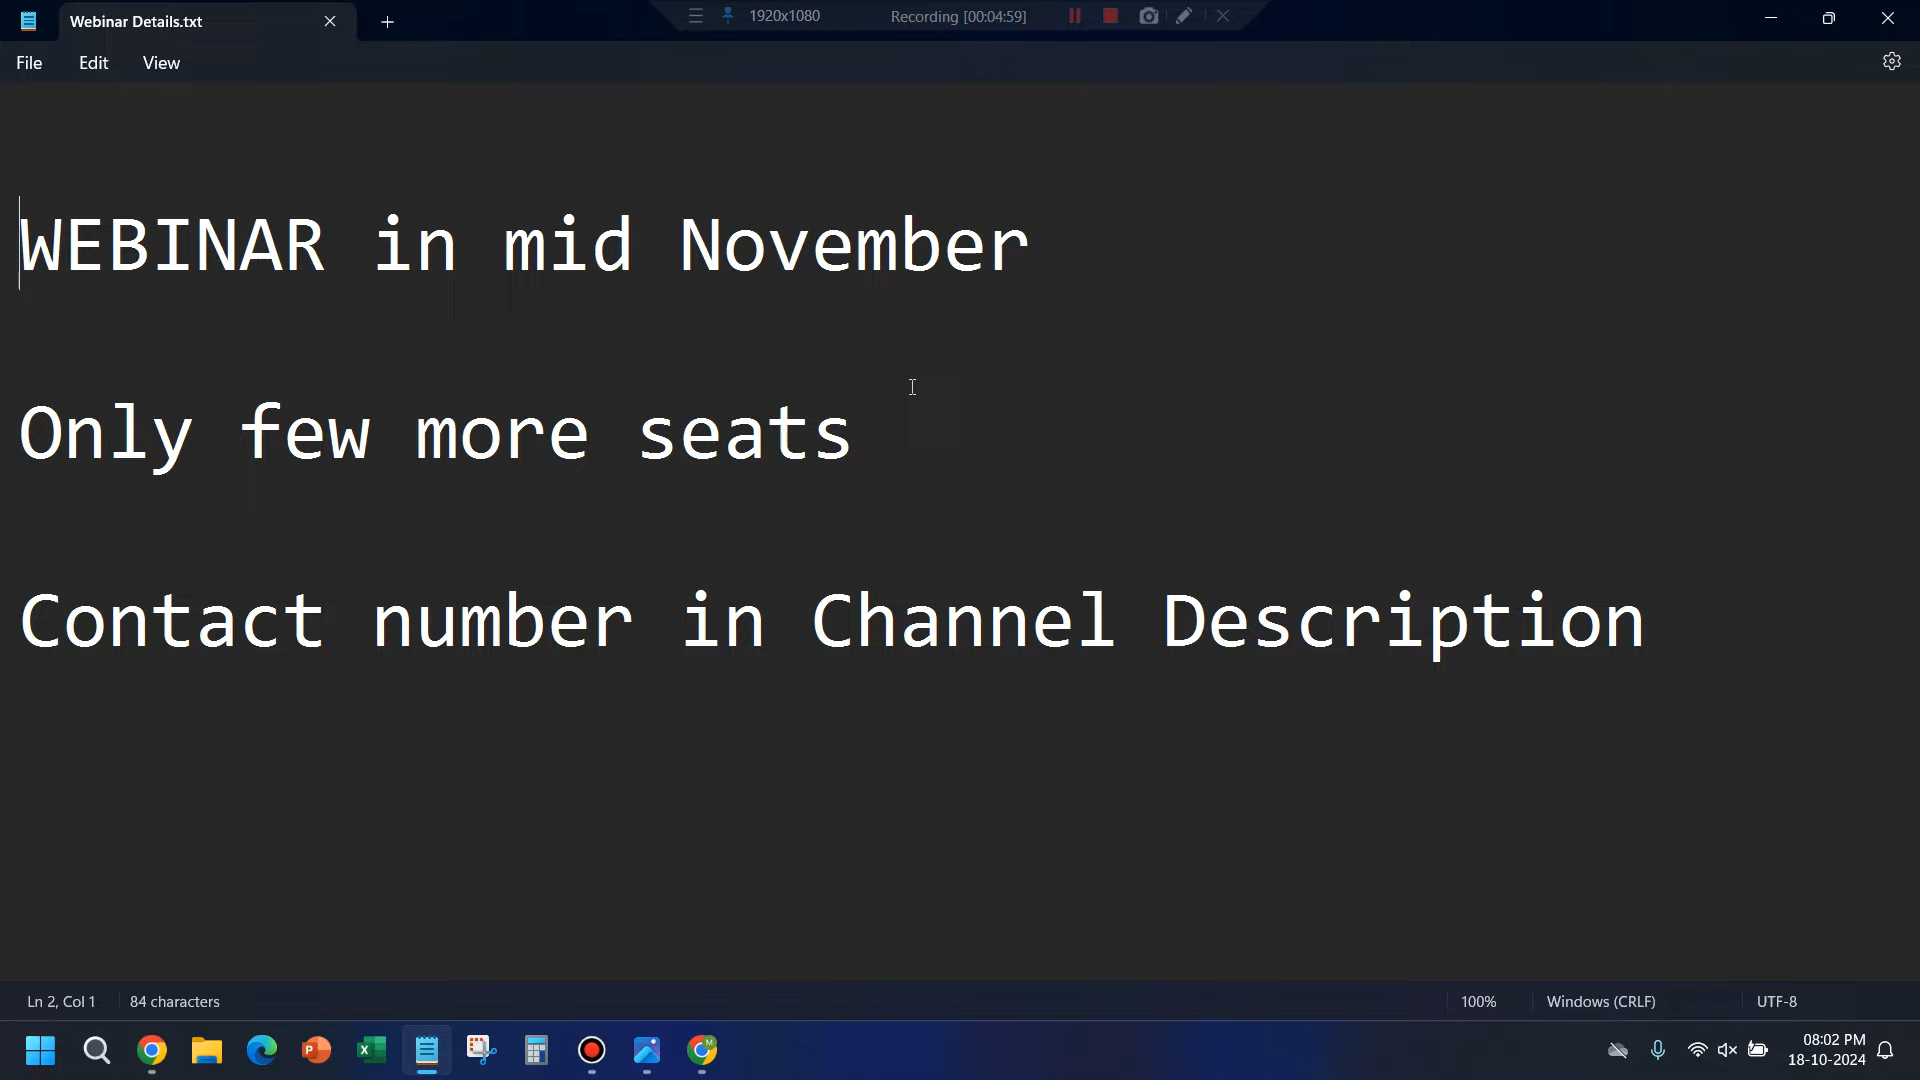 Webinar Details.txt
1920x1080
Recording [00:04:59]
File Edit View
WEBINAR in mid November
Only few more seats
Contact number in Channel Description
Ln 2, Col 1
84 characters
100%
Windows (CRLF)
UTF-8
08:02 PM
18-10-2024